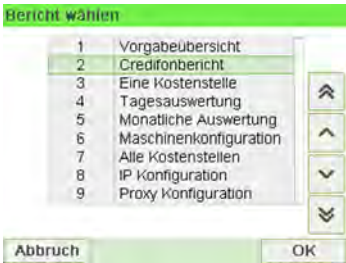 Bericht wählen
1 Vorgabeübersicht
2 Credifonbericht
3 Eine Kostenstelle
4 Tagesauswertung
5 Monatliche Auswertung
6 Maschinenkonfiguration
7 Alle Kostenstellen
8 IP Konfiguration
9 Proxy Konfiguration
Abbruch OK